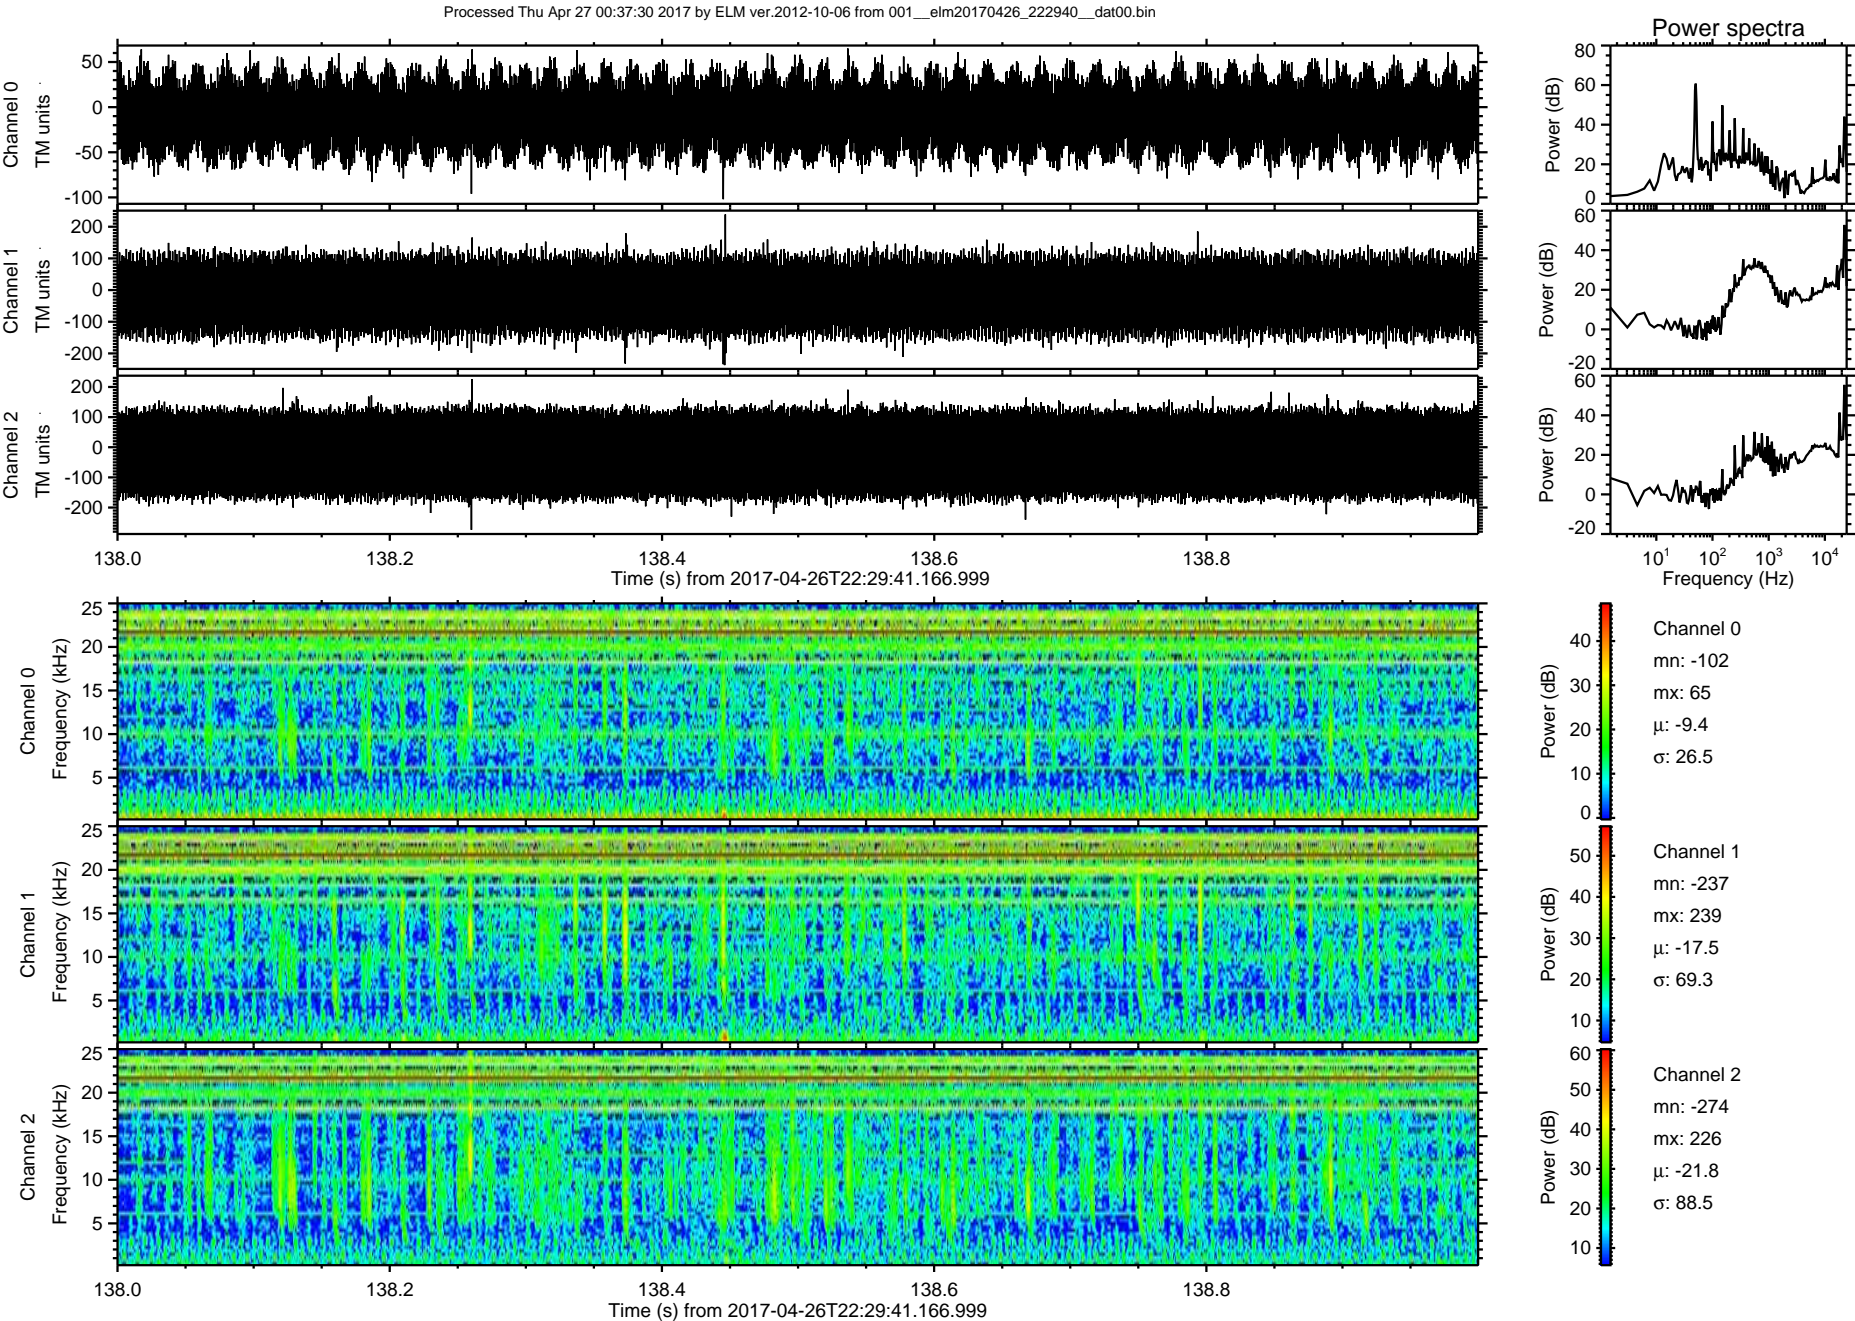 Processed Thu Apr 27 00:37:30 2017 by ELM ver.2012-10-06 from 001__elm20170426_222940__dat00.bin
Power spectra
Channel 0
TM units
50
0
-50
-100
Power (dB)
80
60
40
20
0
Channel 1
TM units
200
100
0
-100
-200
Power (dB)
60
40
20
0
-20
Channel 2
TM units
200
100
0
-100
-200
Power (dB)
60
40
20
0
-20
138.0 138.2 138.4 138.6 138.8
Time (s) from 2017-04-26T22:29:41.166.999
10^1 10^2 10^3 10^4
Frequency (Hz)
Channel 0
Frequency (kHz)
25
20
15
10
5
Power (dB)
40
30
20
10
0
Channel 0
mn: -102
mx: 65
µ: -9.4
σ: 26.5
Channel 1
Frequency (kHz)
25
20
15
10
5
Power (dB)
50
40
30
20
10
Channel 1
mn: -237
mx: 239
µ: -17.5
σ: 69.3
Channel 2
Frequency (kHz)
25
20
15
10
5
Power (dB)
60
50
40
30
20
10
Channel 2
mn: -274
mx: 226
µ: -21.8
σ: 88.5
138.0 138.2 138.4 138.6 138.8
Time (s) from 2017-04-26T22:29:41.166.999